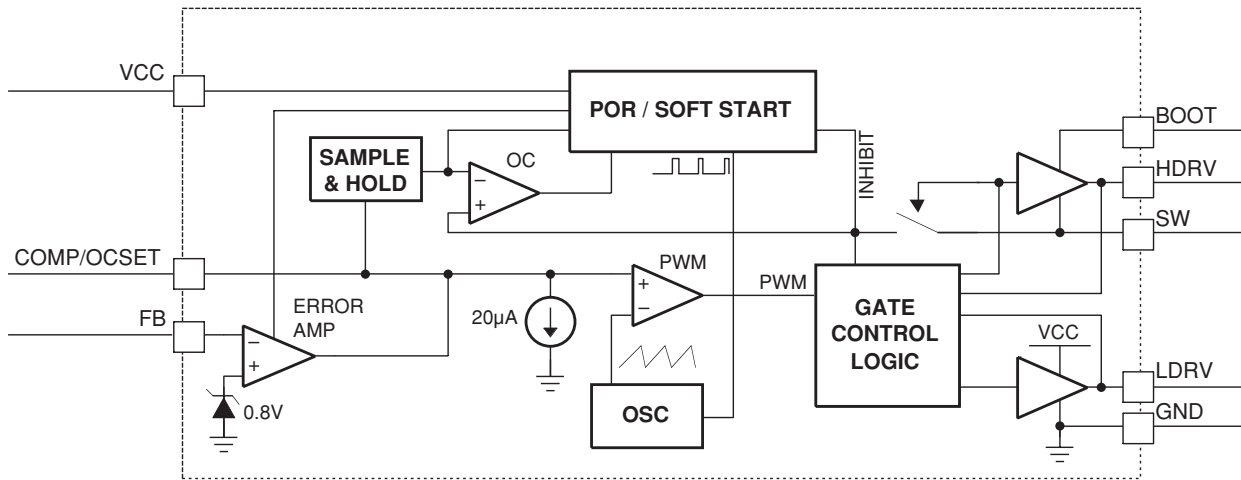 VCC
POR / SOFT START
BOOT
SAMPLE
& HOLD
OC
−
+
INHIBIT
HDRV
SW
COMP/OCSET
PWM
+
−
PWM
FB
ERROR
AMP
−
+
20µA
GATE
CONTROL
LOGIC
VCC
0.8V
OSC
LDRV
GND